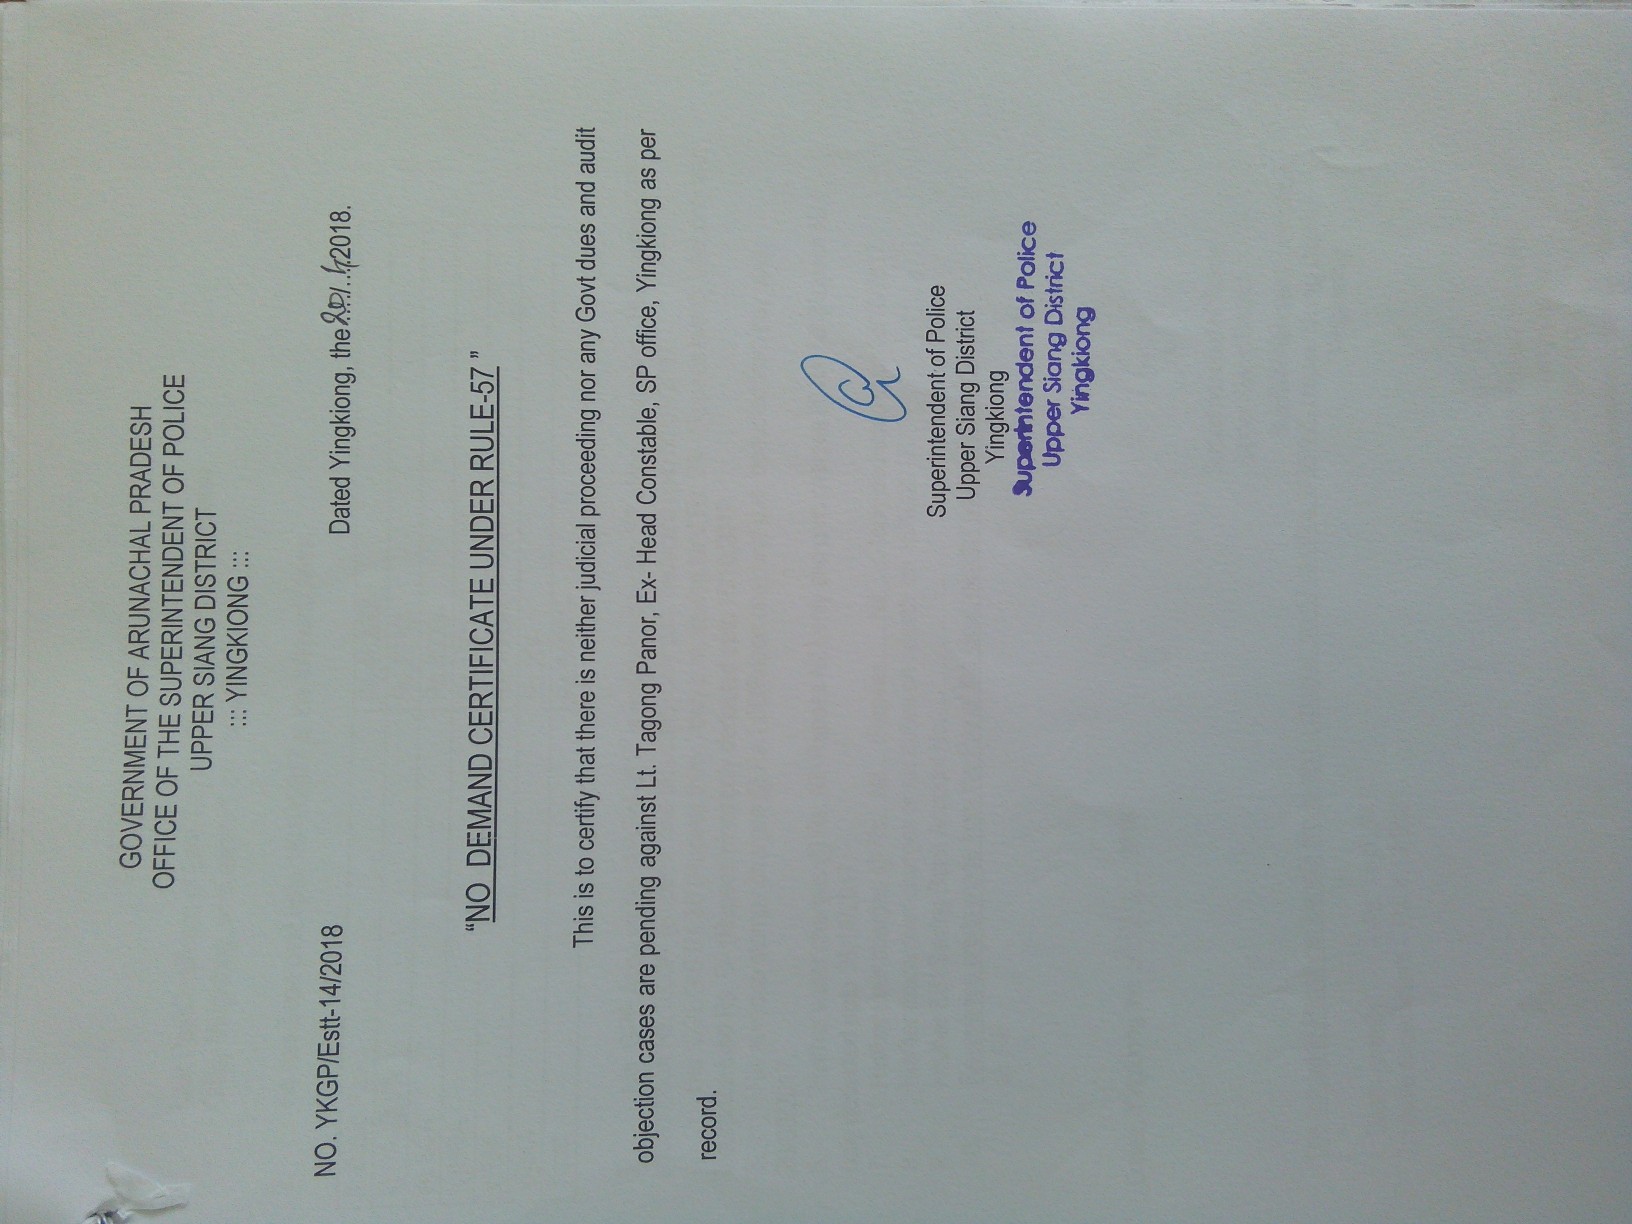 GOVERNMENT OF ARUNACHAL PRADESH
OFFICE OF THE SUPERINTENDENT OF POLICE
UPPER SIANG DISTRICT
::: YINGKIONG :::
NO. YKGP/Estt-14/2018
Dated Yingkiong, the 2018.
“NO DEMAND CERTIFICATE UNDER RULE-57 ”
This is to certify that there is neither judicial proceeding nor any Govt dues and audit
objection cases are pending against Lt. Tagong Panor, Ex- Head Constable, SP office, Yingkiong as per
record.
Superintendent of Police
Upper Siang District
Yingkiong
Superintendent of Police
Upper Siang District
Yingkiong